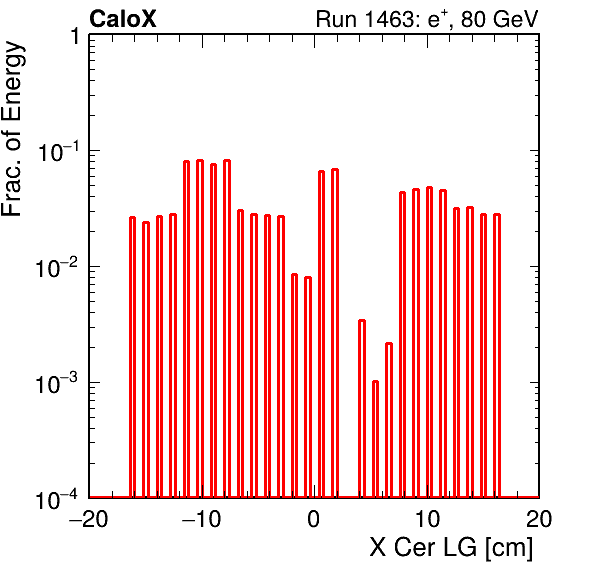 CaloX Run 1463: e⁺, 80 GeV
Frac. of Energy
1
10⁻¹
10⁻²
10⁻³
10⁻⁴
−20 −10 0 10 20
X Cer LG [cm]